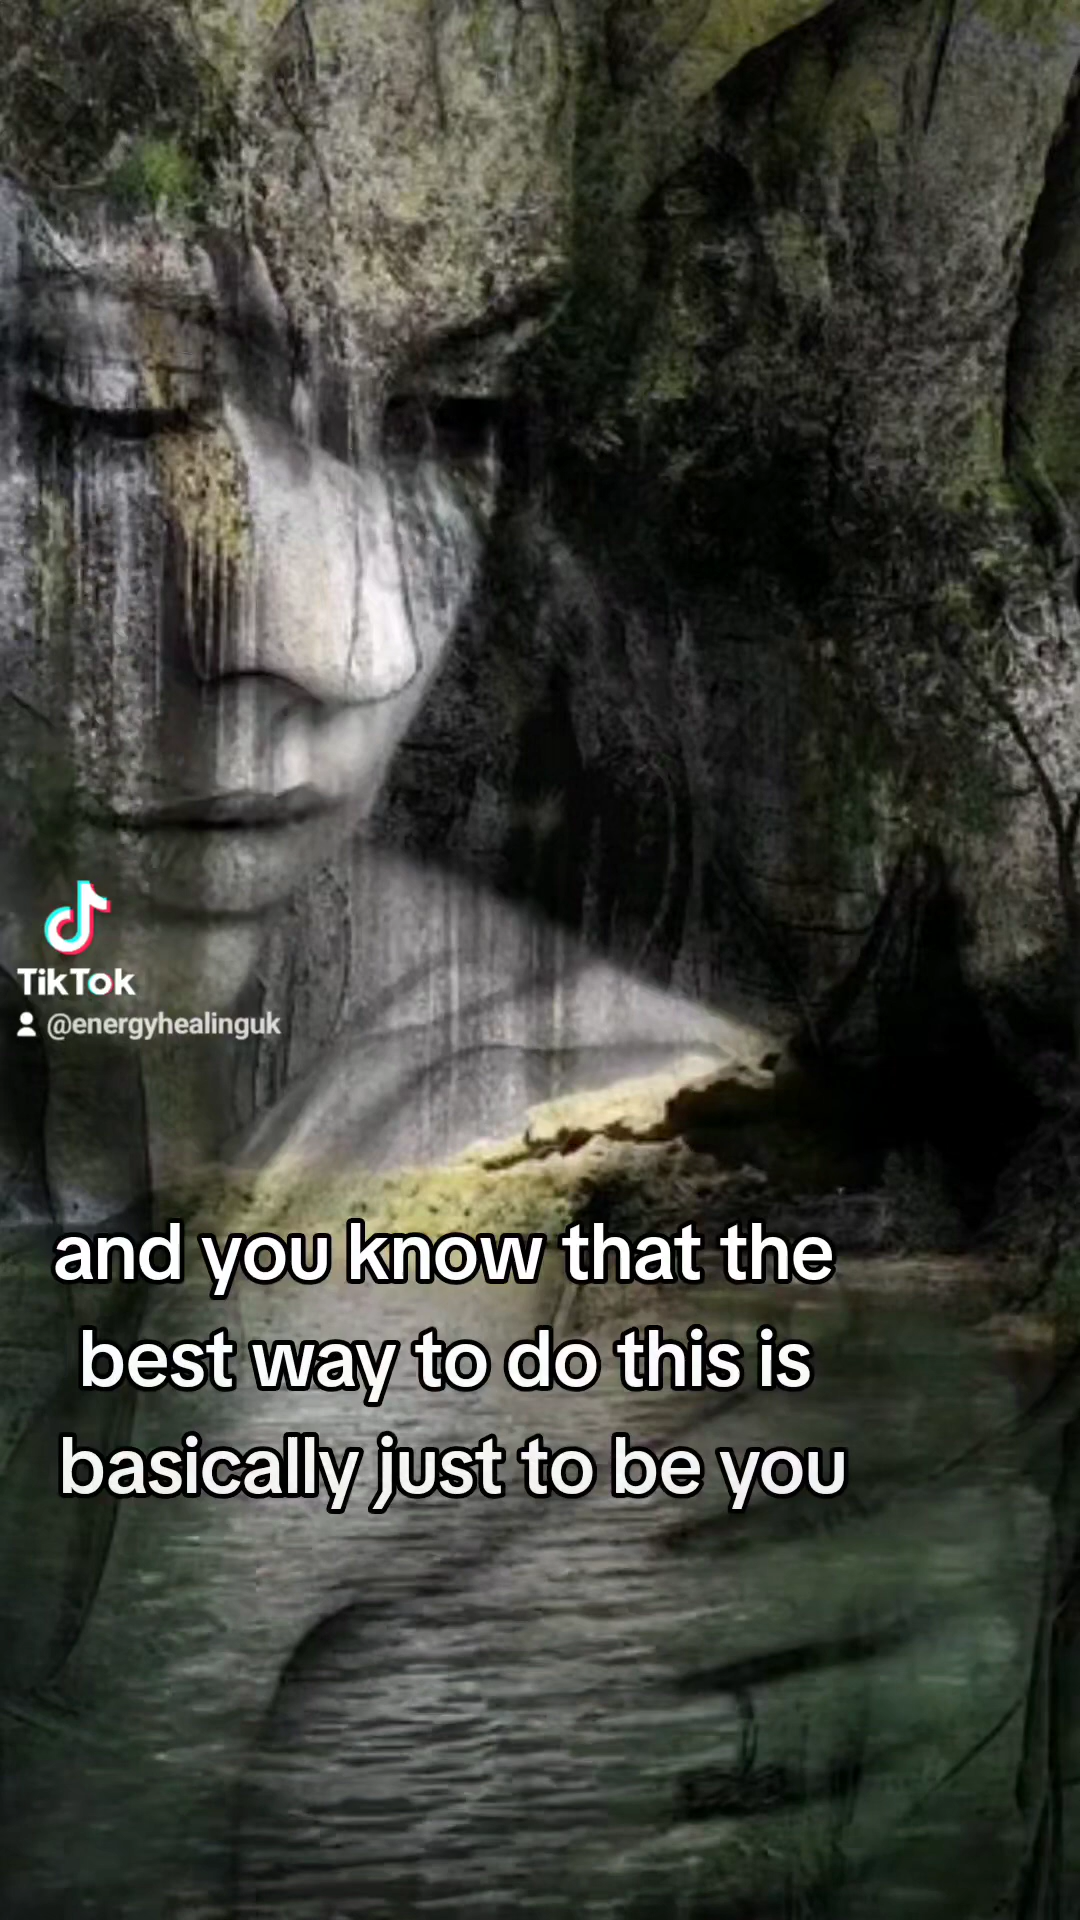 TikTok
@energyhealinguk
and you know that the
best way to do this is
basically just to be you